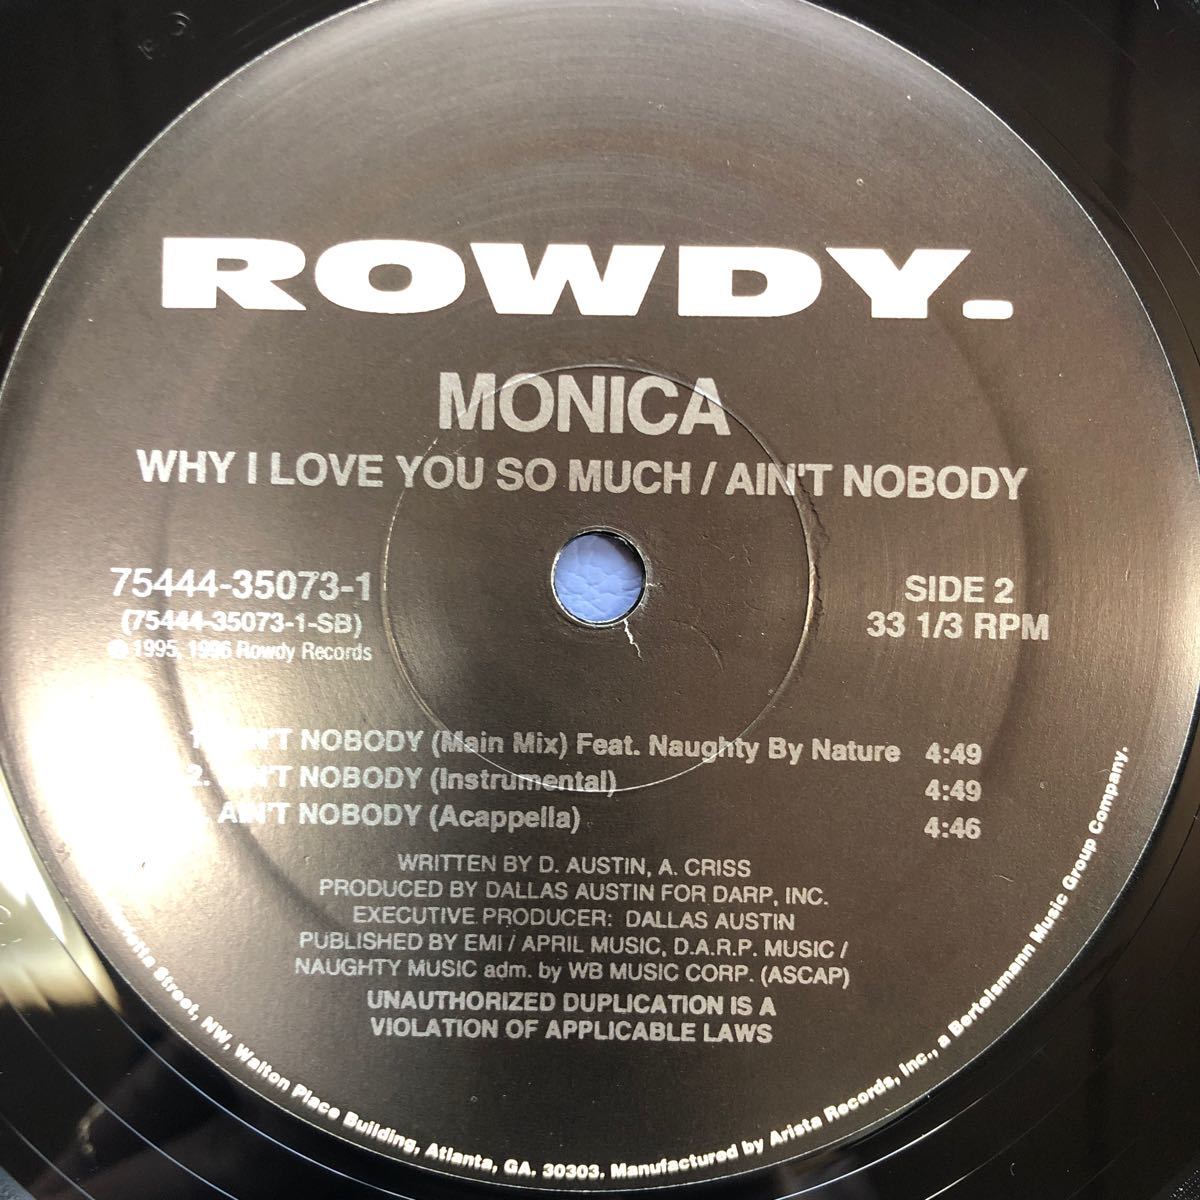 ROWDY.
MONICA
WHY I LOVE YOU SO MUCH / AIN'T NOBODY
75444-35073-1
(75444-35073-1-SB)
℗ 1995, 1996 Rowdy Records
SIDE 2
33 1/3 RPM
NOBODY (Main Mix) Feat. Naughty By Nature 4:49
2. NOBODY (Instrumental) 4:49
AIN'T NOBODY (Acappella) 4:46
WRITTEN BY D. AUSTIN, A. CRISS
PRODUCED BY DALLAS AUSTIN FOR DARP, INC.
EXECUTIVE PRODUCER: DALLAS AUSTIN
PUBLISHED BY EMI / APRIL MUSIC, D.A.R.P. MUSIC /
NAUGHTY MUSIC adm. by WB MUSIC CORP. (ASCAP)
UNAUTHORIZED DUPLICATION IS A
VIOLATION OF APPLICABLE LAWS
Street, NW, Walton Place Building, Atlanta, GA. 30303. Manufactured by Arista Records, Inc., a Bertelsmann Music Group Company.